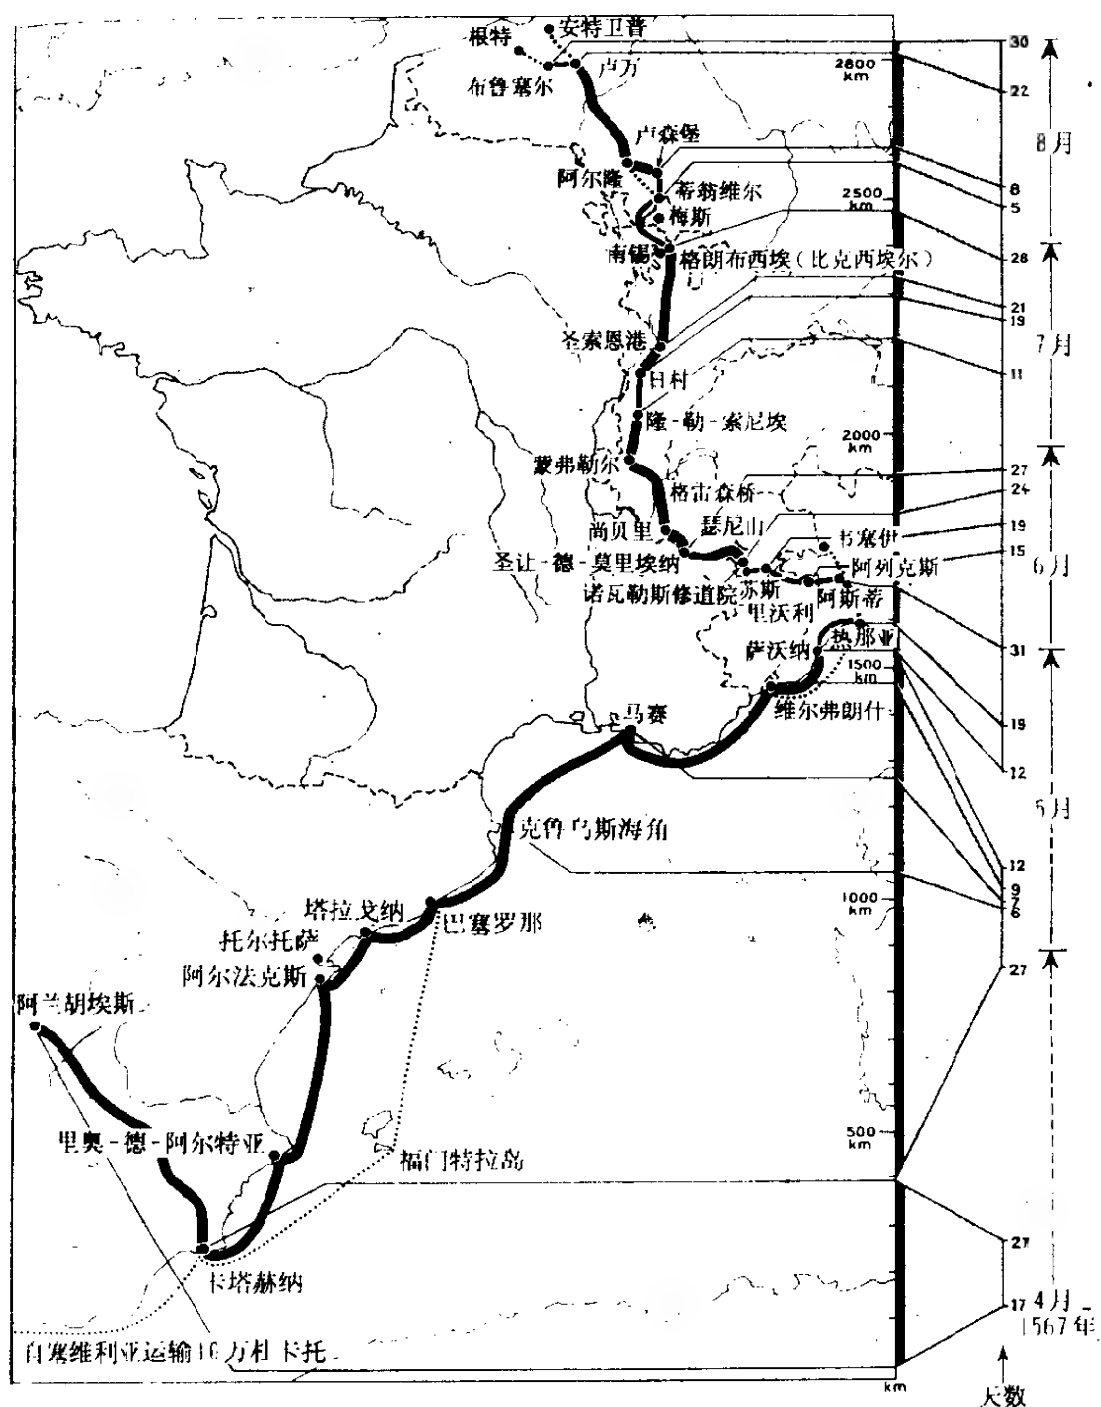 安特卫普
30
根特
卢万
2800
km
布鲁塞尔
22
8月
卢森堡
阿尔隆
8
蒂翁维尔
2500
km
5
梅斯
南锡
格朗布西埃（比克西埃尔）
28
21
19
圣索恩港
7月
日村
11
隆-勒-索尼埃
2000
km
蒙弗勒尔
27
格雷森桥
24
尚贝里
瑟尼山
19
韦塞伊
15
圣让-德-莫里埃纳
阿列克斯
6月
诺瓦勒斯修道院
苏斯
阿斯蒂
里沃利
热那亚
萨沃纳
31
1500
km
马赛
维尔弗朗什
19
12
5月
克鲁乌斯海角
12
9
7
6
1000
km
塔拉戈纳
巴塞罗那
托尔托萨
阿尔法克斯
27
阿兰胡埃斯
500
km
里奥-德-阿尔特亚
福门特拉岛
27
卡塔赫纳
17
4月
1567年
自塞维利亚运输10万杜卡托
km
天数